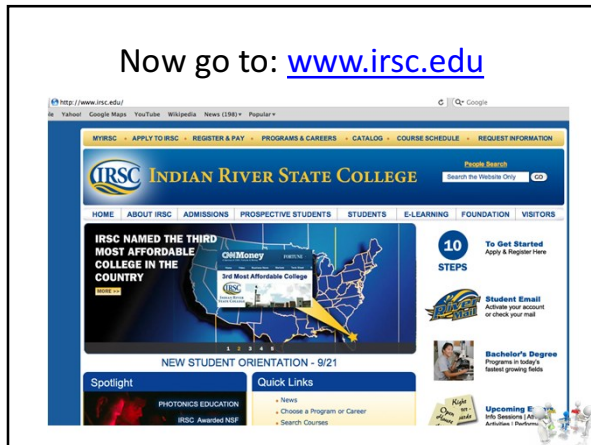 Now go to: www.irsc.edu
http://www.irsc.edu/
Google
Yahoo! Google Maps YouTube Wikipedia News (198) Popular
MYIRSC APPLY TO IRSC REGISTER & PAY PROGRAMS & CAREERS CATALOG COURSE SCHEDULE REQUEST INFORMATION
IRSC INDIAN RIVER STATE COLLEGE
People Search
Search the Website Only GO
HOME ABOUT IRSC ADMISSIONS PROSPECTIVE STUDENTS STUDENTS E-LEARNING FOUNDATION VISITORS
IRSC NAMED THE THIRD
MOST AFFORDABLE
COLLEGE IN THE
COUNTRY
MORE >>
CNNMoney FORTUNE
3rd Most Affordable College
IRSC
INDIAN RIVER
STATE COLLEGE
1 2 3 4 5
10
STEPS
To Get Started
Apply & Register Here
Student Email
Activate your account
or check your mail
NEW STUDENT ORIENTATION - 9/21
Bachelor's Degree
Programs in today's
fastest growing fields
Spotlight
PHOTONICS EDUCATION
IRSC Awarded NSF
Quick Links
News
Choose a Program or Career
Search Courses
Open
Right
Upcoming
Info Sessions
Activities